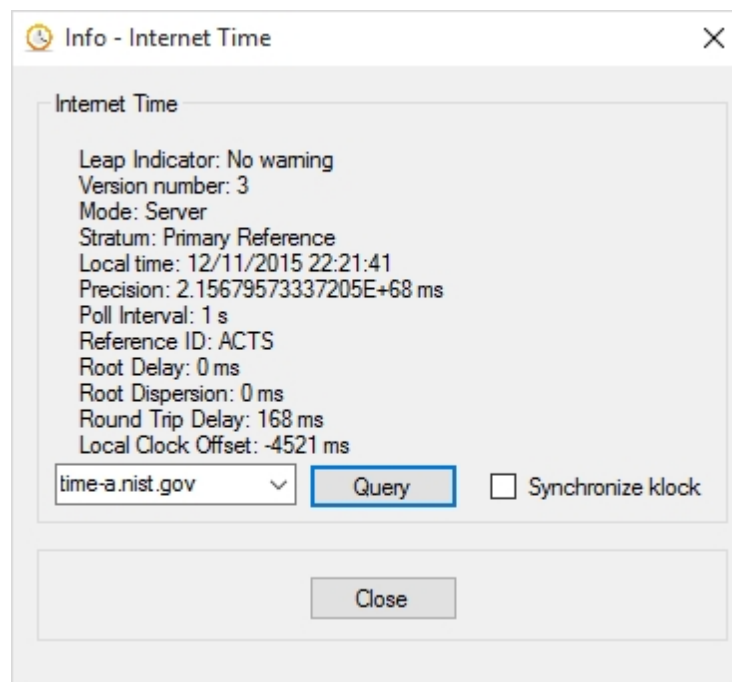 Info - Internet Time
Internet Time
Leap Indicator: No warning
Version number: 3
Mode: Server
Stratum: Primary Reference
Local time: 12/11/2015 22:21:41
Precision: 2.15679573337205E+68 ms
Poll Interval: 1 s
Reference ID: ACTS
Root Delay: 0 ms
Root Dispersion: 0 ms
Round Trip Delay: 168 ms
Local Clock Offset: -4521 ms
time-a.nist.gov Query Synchronize klock
Close